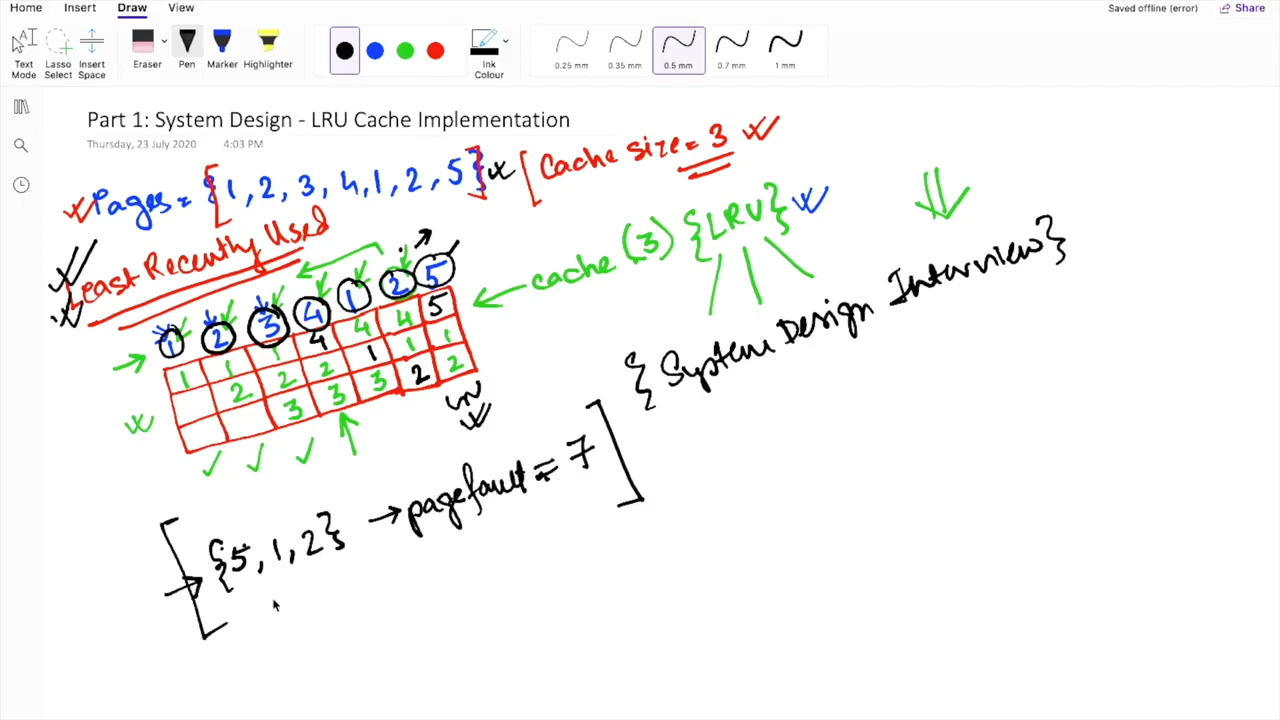 Home Insert Draw View
Saved offline (error) Share
Text Mode Lasso Select Insert Space Eraser Pen Marker Highlighter Ink Colour 0.25 mm 0.35 mm 0.5 mm 0.7 mm 1 mm
Part 1: System Design - LRU Cache Implementation
Thursday, 23 July 2020 4:03 PM
Pages = {1, 2, 3, 4, 1, 2, 5} [Cache size = 3
Least Recently Used
cache (3) {LRU}
1 2 3 4 1 2 5
1 1 1 4 4 4 5
2 2 2 1 1 1
3 3 3 2 2
{System Design Interview}
[{5, 1, 2} → pagefault = 7]